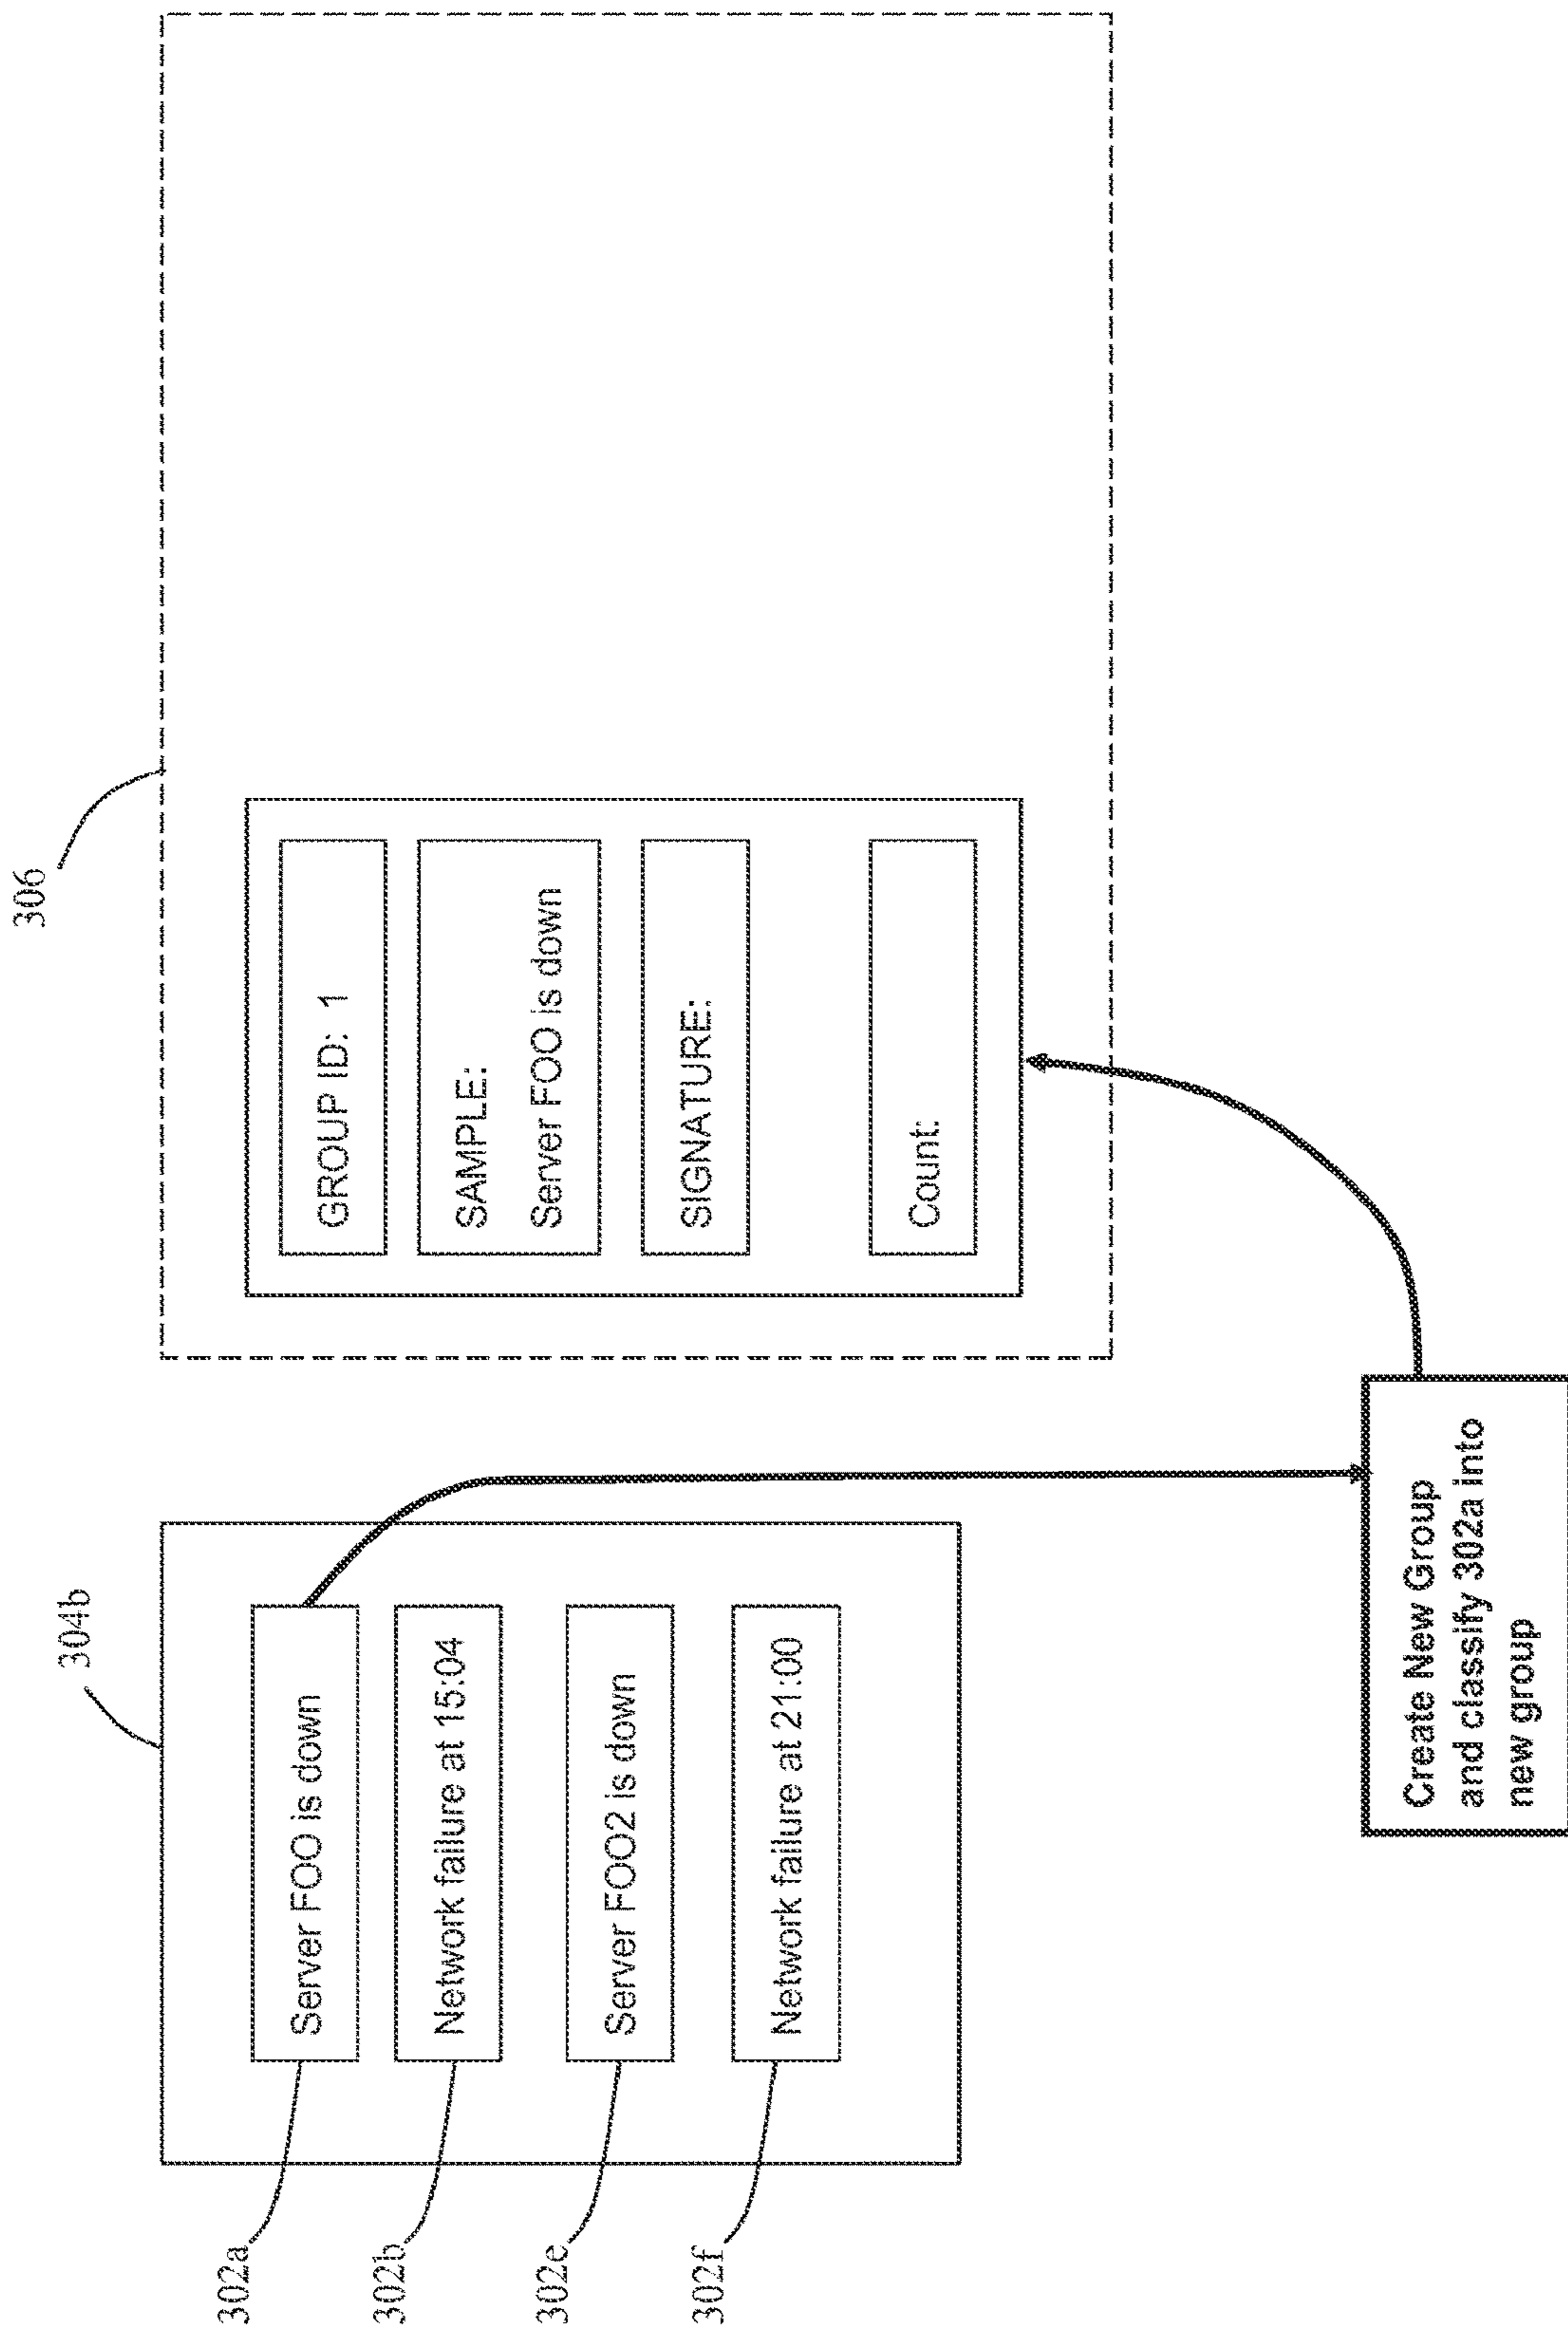 304b
302a
Server FOO is down
302b
Network failure at 15:04
302e
Server FOO2 is down
302f
Network failure at 21:00
306
GROUP ID: 1
SAMPLE:
Server FOO is down
SIGNATURE:
Count:
Create New Group
and classify 302a into
new group